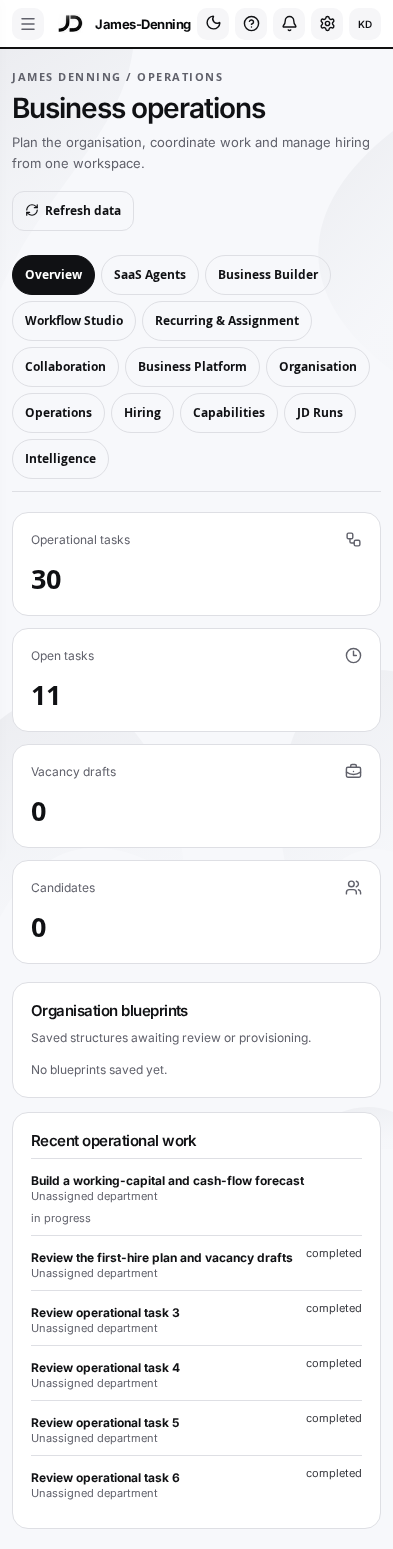 JD James-Denning KD
JAMES DENNING / OPERATIONS
Business operations
Plan the organisation, coordinate work and manage hiring
from one workspace.
Refresh data
Overview SaaS Agents Business Builder
Workflow Studio Recurring & Assignment
Collaboration Business Platform Organisation
Operations Hiring Capabilities JD Runs
Intelligence
Operational tasks
30
Open tasks
11
Vacancy drafts
0
Candidates
0
Organisation blueprints
Saved structures awaiting review or provisioning.
No blueprints saved yet.
Recent operational work
Build a working-capital and cash-flow forecast
Unassigned department
in progress
Review the first-hire plan and vacancy drafts completed
Unassigned department
Review operational task 3 completed
Unassigned department
Review operational task 4 completed
Unassigned department
Review operational task 5 completed
Unassigned department
Review operational task 6 completed
Unassigned department